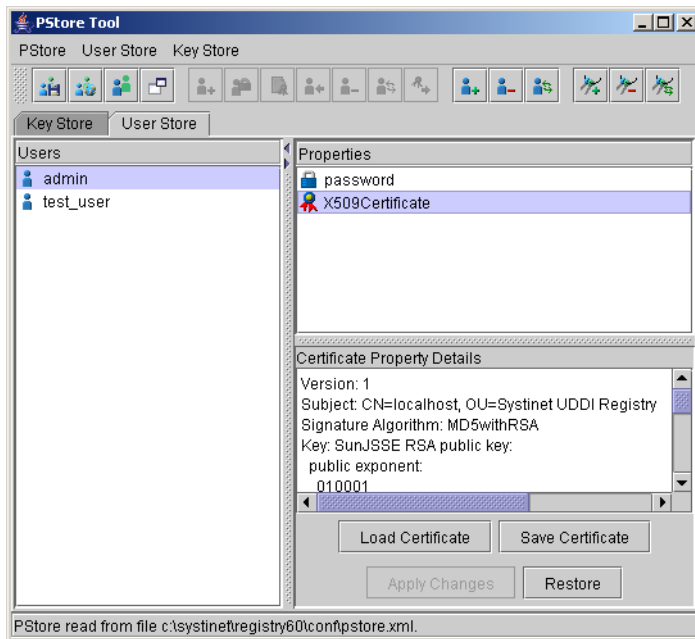 PStore Tool
PStore User Store Key Store
Key Store User Store
Users
admin
test_user
Properties
password
X509Certificate
Certificate Property Details
Version: 1
Subject: CN=localhost, OU=Systinet UDDI Registry
Signature Algorithm: MD5withRSA
Key: SunJSSE RSA public key:
public exponent:
010001
Load Certificate Save Certificate
Apply Changes Restore
PStore read from file c:\systinet\registry60\conf\pstore.xml.